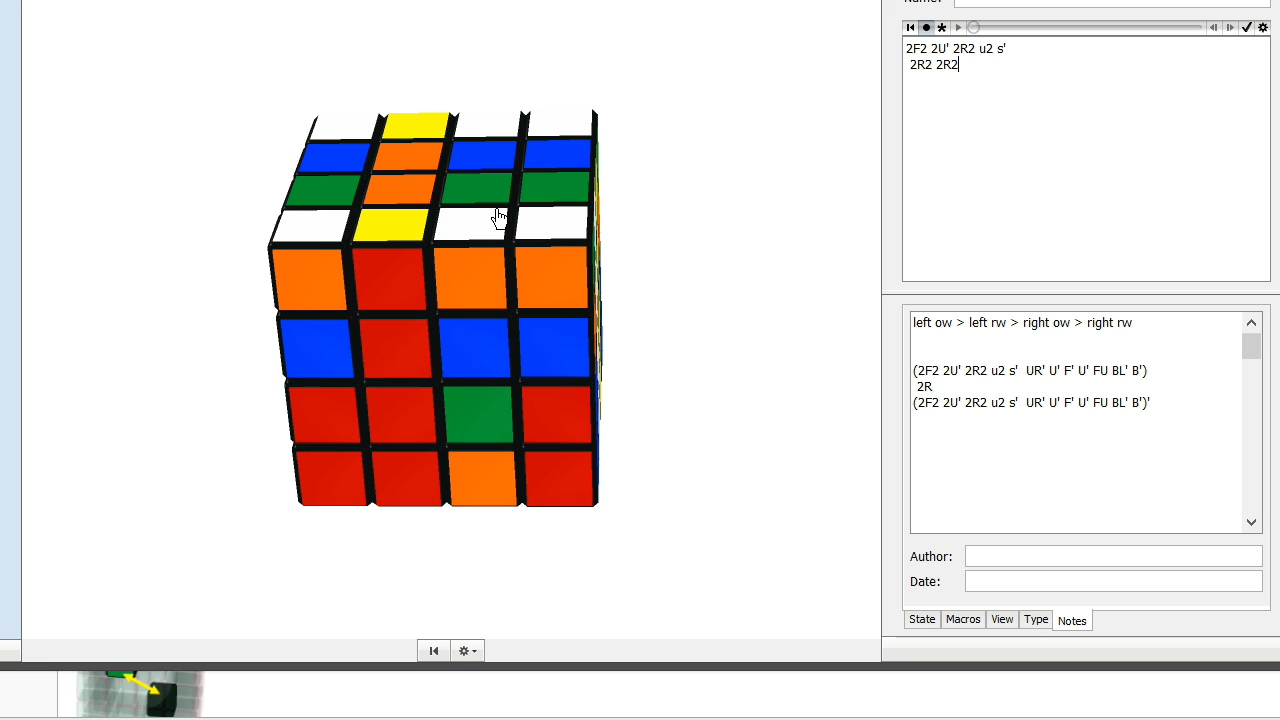 2F2 2U' 2R2 u2 s'
2R2 2R2
left ow > left rw > right ow > right rw
(2F2 2U' 2R2 u2 s'  UR' U' F' U' FU BL' B')
2R
(2F2 2U' 2R2 u2 s'  UR' U' F' U' FU BL' B')'
Author:
Date:
State Macros View Type Notes